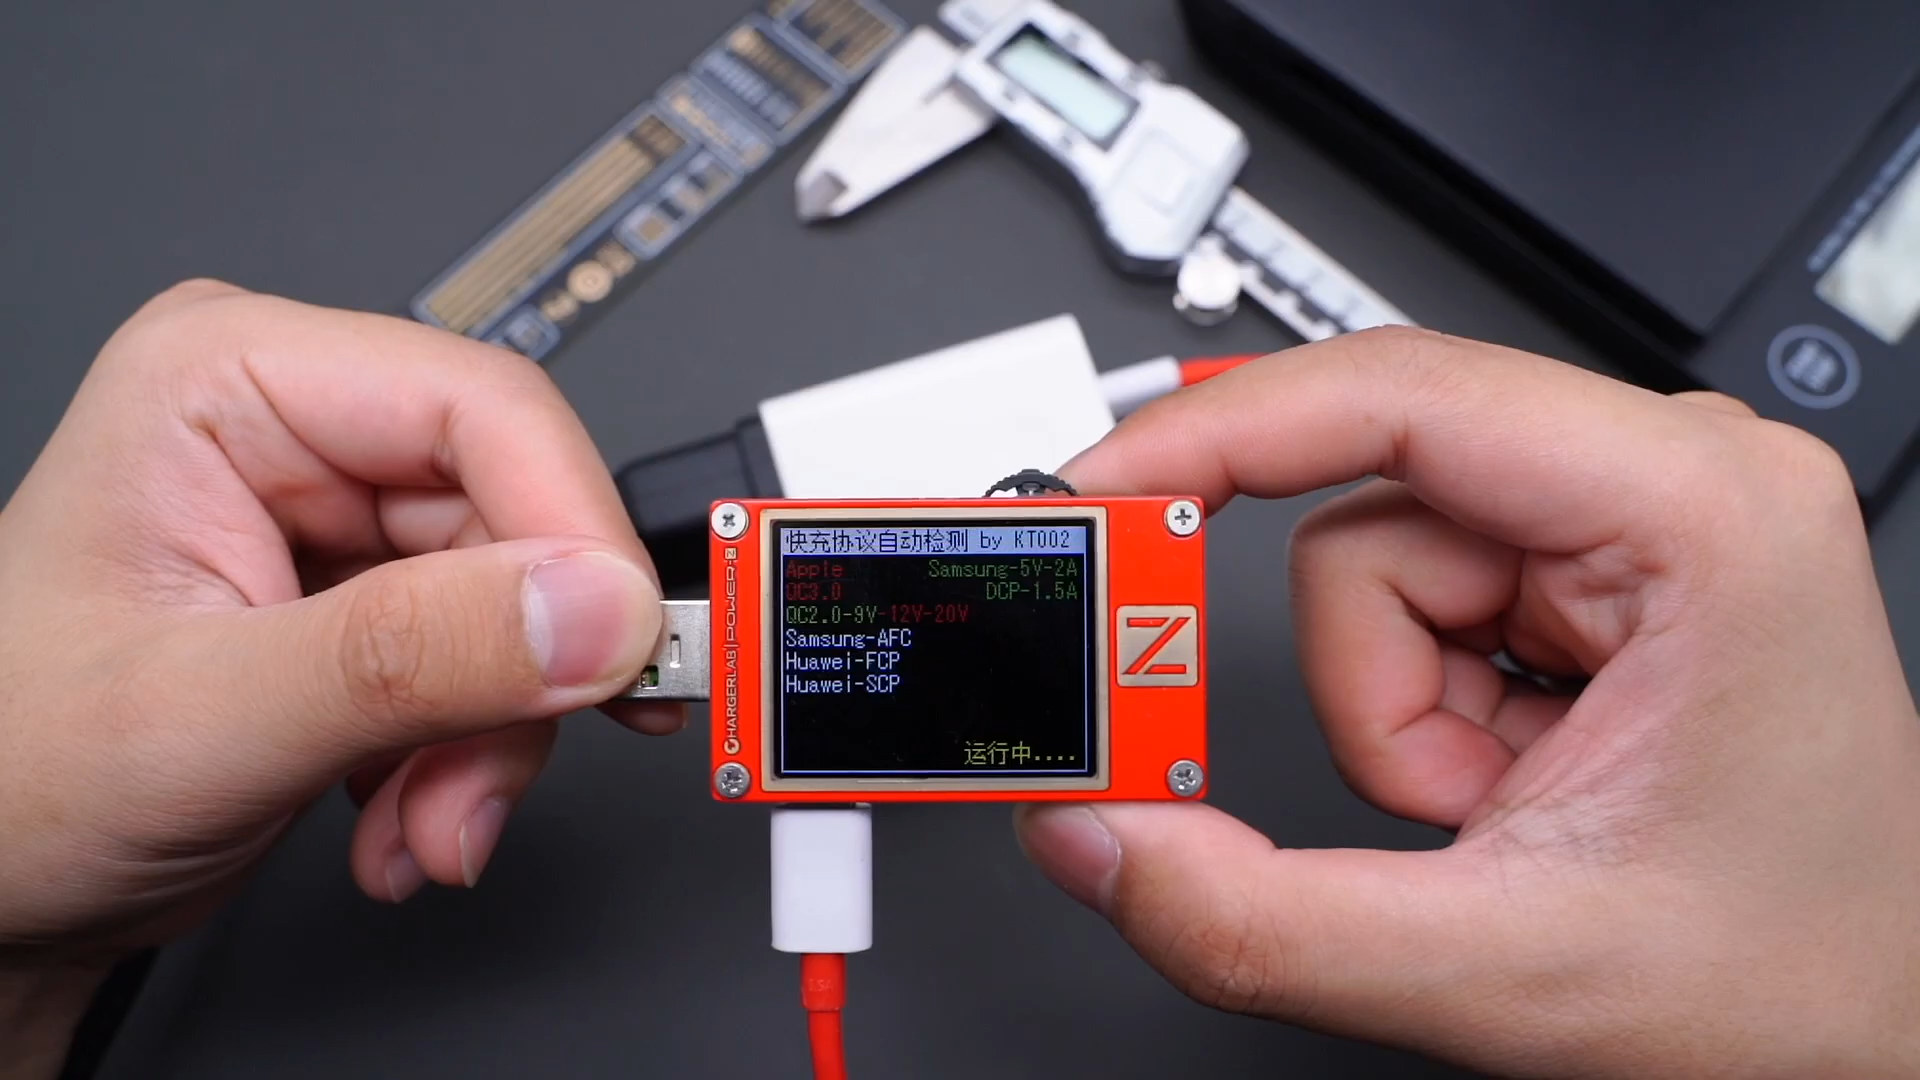 快充协议自动检测 by KT002
Apple Samsung-5V-2A
QC3.0 DCP-1.5A
QC2.0-9V-12V-20V
Samsung-AFC
Huawei-FCP
Huawei-SCP
运行中....
CHARGERLAB | POWER-Z
Z